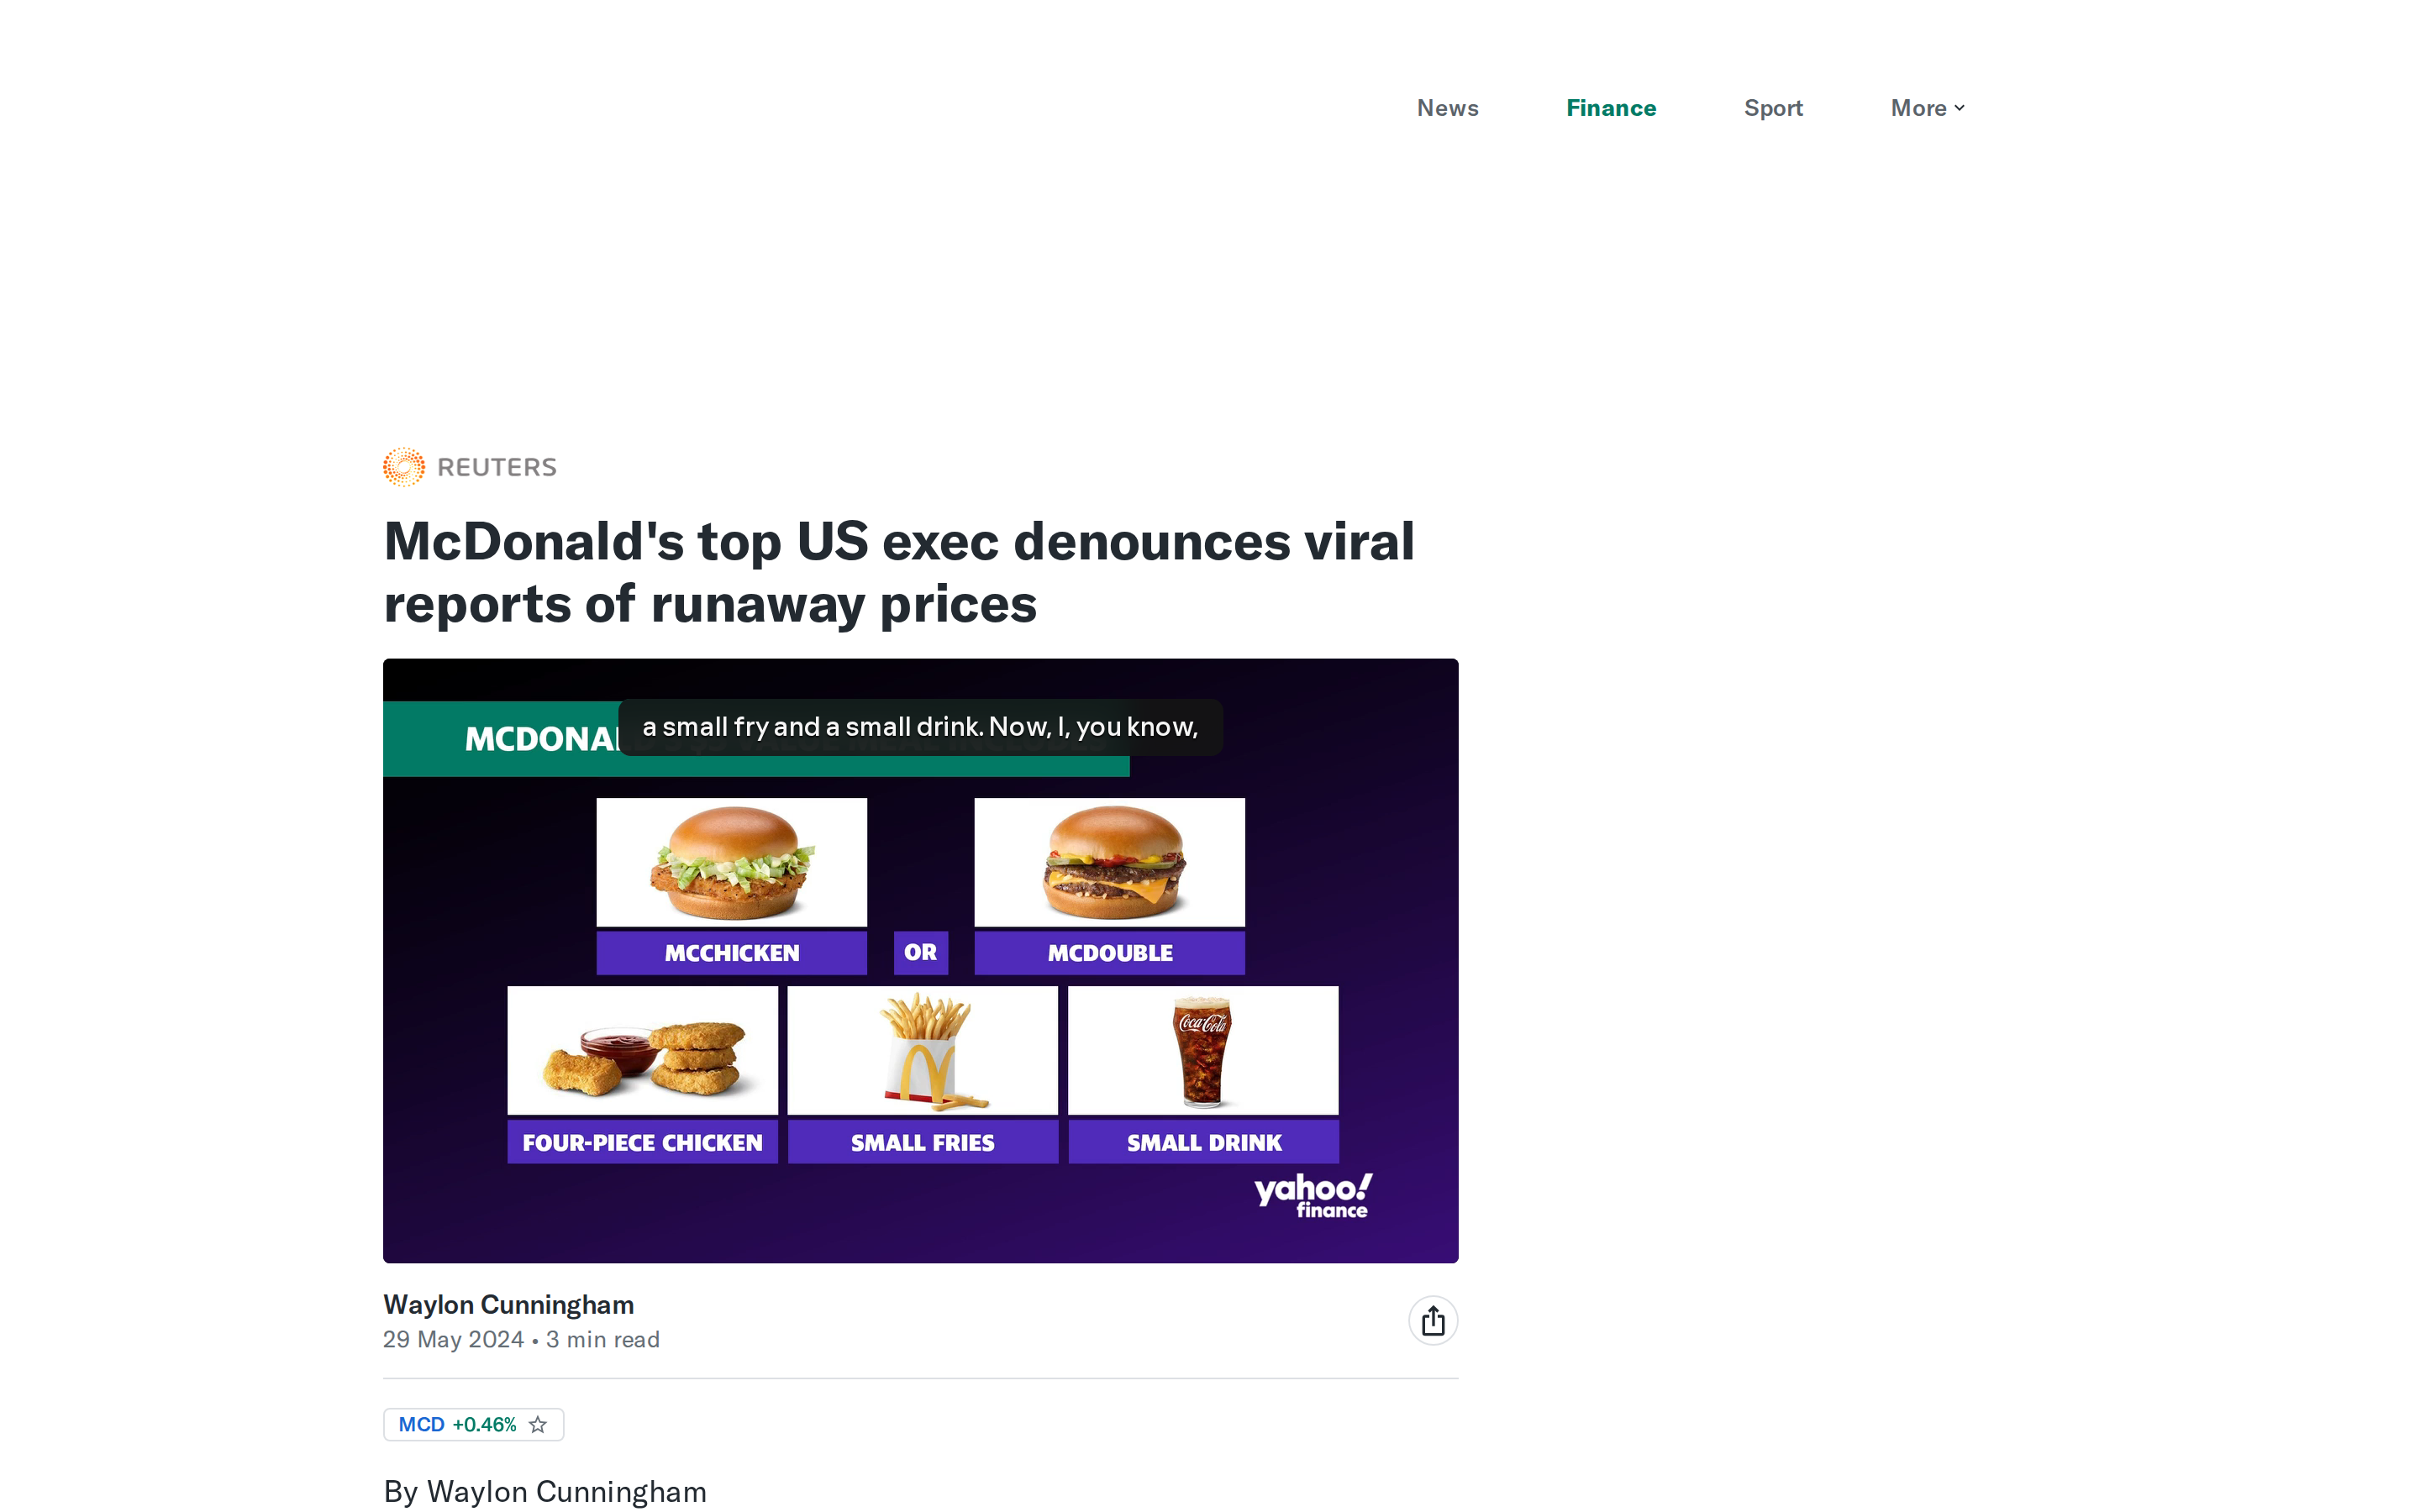 News Finance Sport More
REUTERS
McDonald's top US exec denounces viral
reports of runaway prices
a small fry and a small drink. Now, I, you know,
MCDONAL
MCCHICKEN OR MCDOUBLE
Coca-Cola
FOUR-PIECE CHICKEN SMALL FRIES SMALL DRINK
yahoo!
finance
Waylon Cunningham
29 May 2024 • 3 min read
MCD +0.46%
By Waylon Cunningham